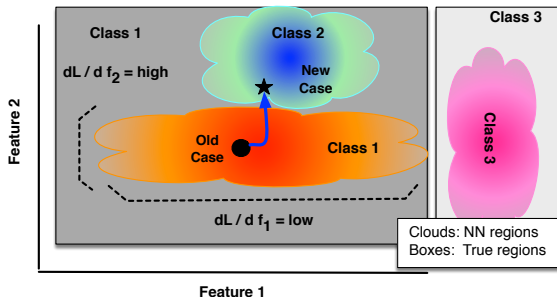 Class 1
Class 2
Class 3
dL / d f2 = high
New
Case
Feature 2
Old
Case
Class 1
Class 3
dL / d f1 = low
Clouds: NN regions
Boxes: True regions
Feature 1